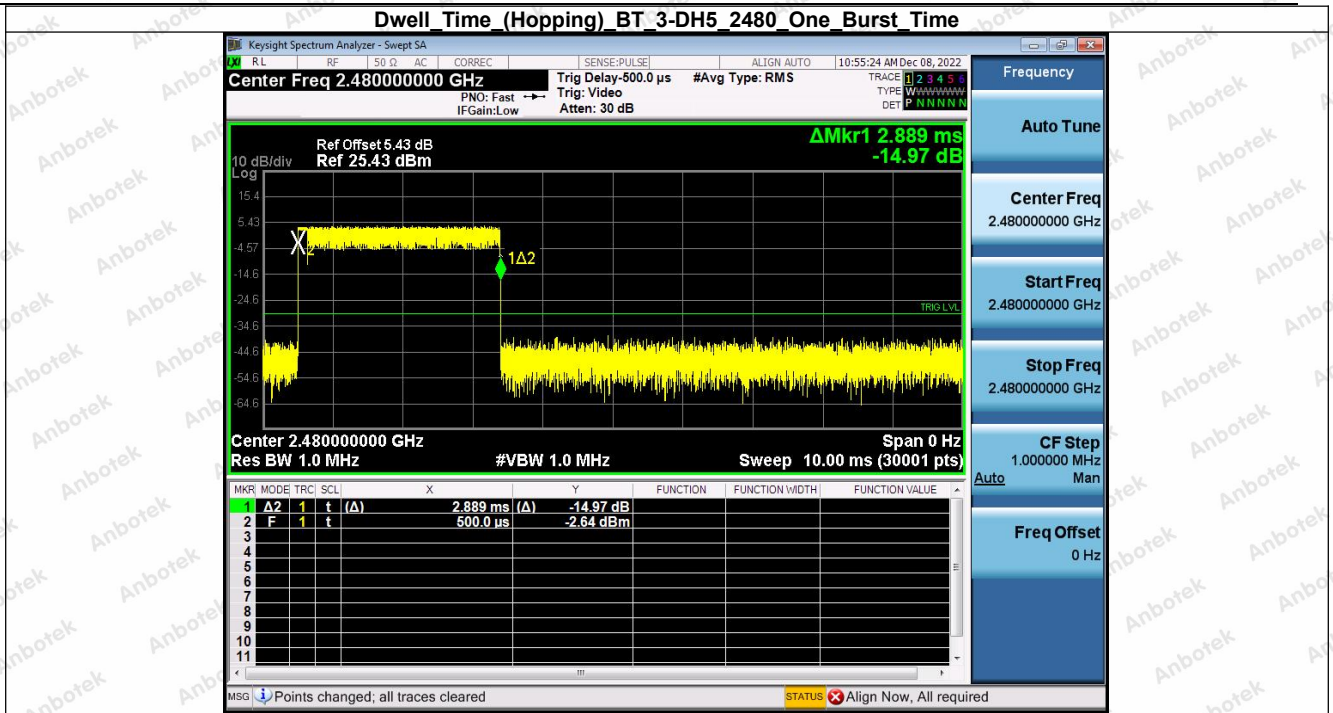 Dwell_Time_(Hopping)_BT_3-DH5_2480_One_Burst_Time
Keysight Spectrum Analyzer - Swept SA
LXI RL RF 50 Ω AC CORREC SENSE:PULSE ALIGN AUTO 10:55:24 AM Dec 08, 2022
Center Freq 2.480000000 GHz
PNO: Fast
IFGain:Low
Trig Delay-500.0 µs
Trig: Video
Atten: 30 dB
#Avg Type: RMS
TRACE 1 2 3 4 5 6
TYPE WWWWWW
DET P N N N N N
ΔMkr1 2.889 ms
-14.97 dB
Ref Offset 5.43 dB
10 dB/div Ref 25.43 dBm
Log
15.4
5.43
-4.57
-14.6
-24.6
-34.6
-44.6
-54.6
-64.6
2
1Δ2
TRIG LVL
Center 2.480000000 GHz Span 0 Hz
Res BW 1.0 MHz #VBW 1.0 MHz Sweep 10.00 ms (30001 pts)
MKR MODE TRC SCL X Y FUNCTION FUNCTION WIDTH FUNCTION VALUE
1 Δ2 1 t (Δ) 2.889 ms (Δ) -14.97 dB
2 F 1 t 500.0 µs -2.64 dBm
3
4
5
6
7
8
9
10
11
MSG Points changed; all traces cleared STATUS Align Now, All required
Frequency
Auto Tune
Center Freq
2.480000000 GHz
Start Freq
2.480000000 GHz
Stop Freq
2.480000000 GHz
CF Step
1.000000 MHz
Auto Man
Freq Offset
0 Hz
Anbotek